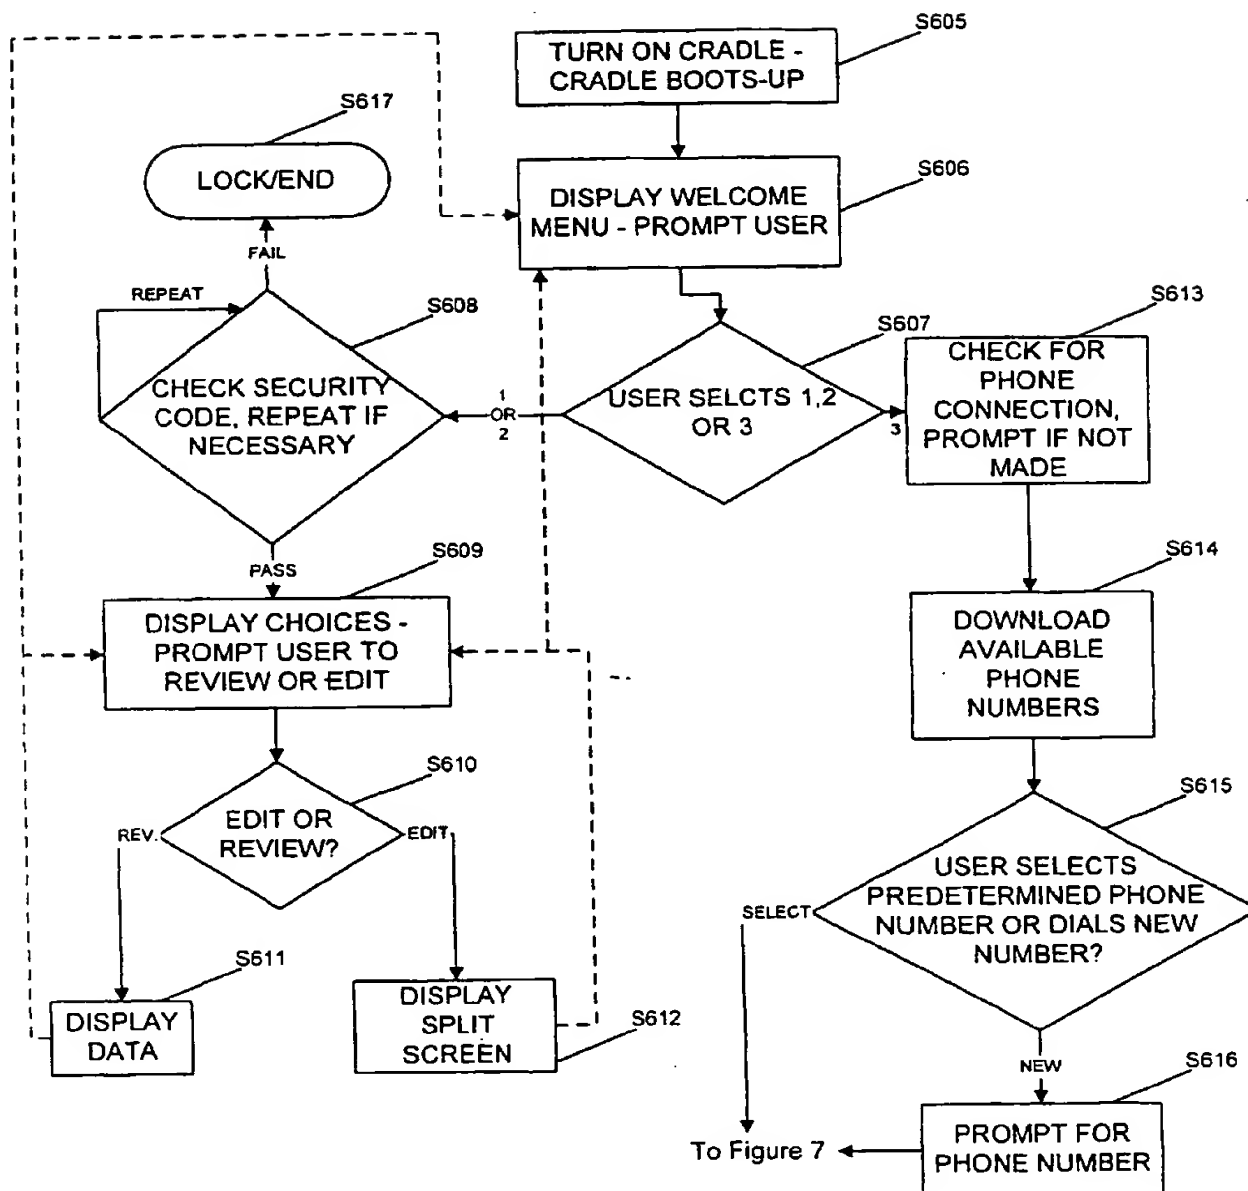 S605
TURN ON CRADLE -
CRADLE BOOTS-UP
S617
LOCK/END
S606
DISPLAY WELCOME
MENU - PROMPT USER
FAIL
REPEAT
S608
CHECK SECURITY
CODE, REPEAT IF
NECESSARY
1
OR
2
S607
USER SELCTS 1,2
OR 3
3
S613
CHECK FOR
PHONE
CONNECTION,
PROMPT IF NOT
MADE
PASS
S609
DISPLAY CHOICES -
PROMPT USER TO
REVIEW OR EDIT
S614
DOWNLOAD
AVAILABLE
PHONE
NUMBERS
S610
EDIT OR
REVIEW?
REV.
EDIT
S615
USER SELECTS
PREDETERMINED PHONE
NUMBER OR DIALS NEW
NUMBER?
SELECT
S611
DISPLAY
DATA
DISPLAY
SPLIT
SCREEN
S612
NEW
S616
PROMPT FOR
PHONE NUMBER
To Figure 7